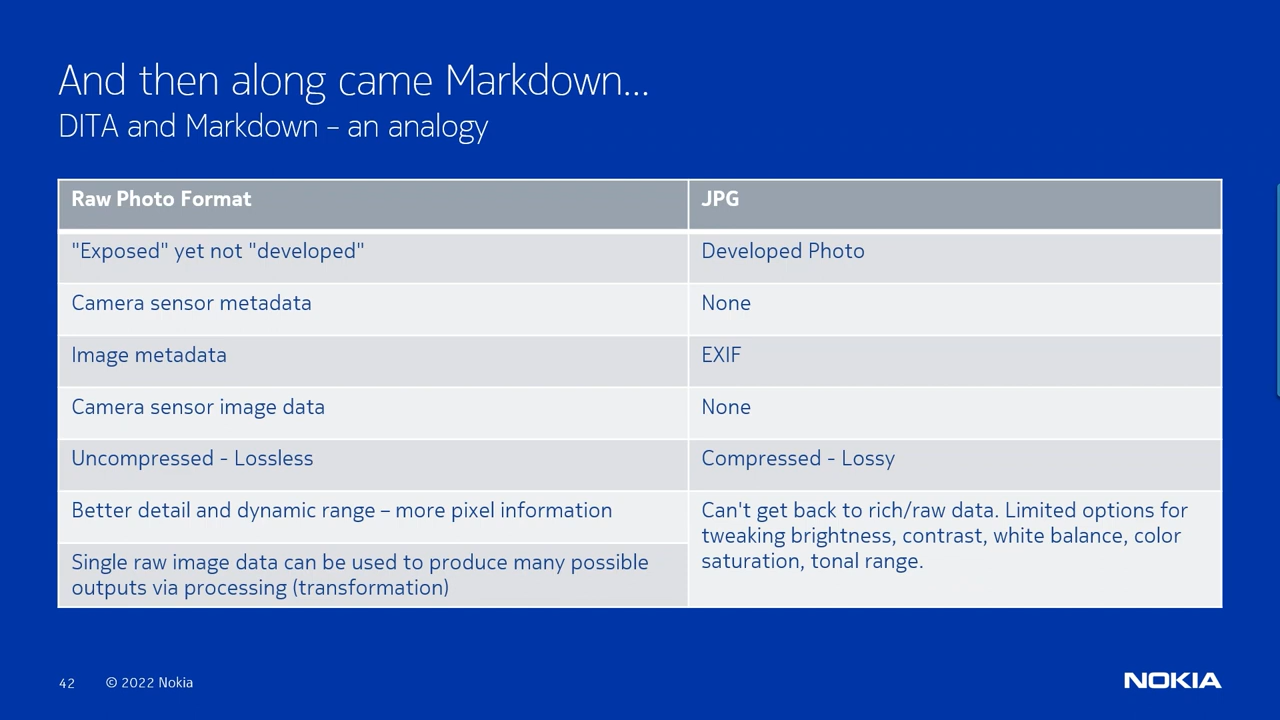 And then along came Markdown...
DITA and Markdown – an analogy
Raw Photo Format
JPG
"Exposed" yet not "developed"
Developed Photo
Camera sensor metadata
None
Image metadata
EXIF
Camera sensor image data
None
Uncompressed - Lossless
Compressed - Lossy
Better detail and dynamic range – more pixel information
Can't get back to rich/raw data. Limited options for
tweaking brightness, contrast, white balance, color
saturation, tonal range.
Single raw image data can be used to produce many possible
outputs via processing (transformation)
42
© 2022 Nokia
NOKIA